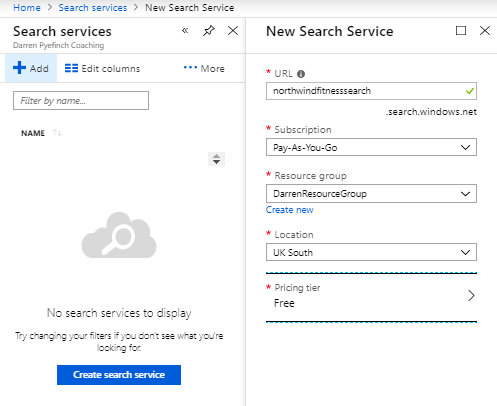 Home > Search services > New Search Service
Search services
Darren Pyefinch Coaching
Add
Edit columns
More
Filter by name...
NAME
No search services to display
Try changing your filters if you don't see what you're
looking for.
Create search service
New Search Service
* URL
northwindfitnesssearch
.search.windows.net
* Subscription
Pay-As-You-Go
* Resource group
DarrenResourceGroup
Create new
* Location
UK South
* Pricing tier
Free